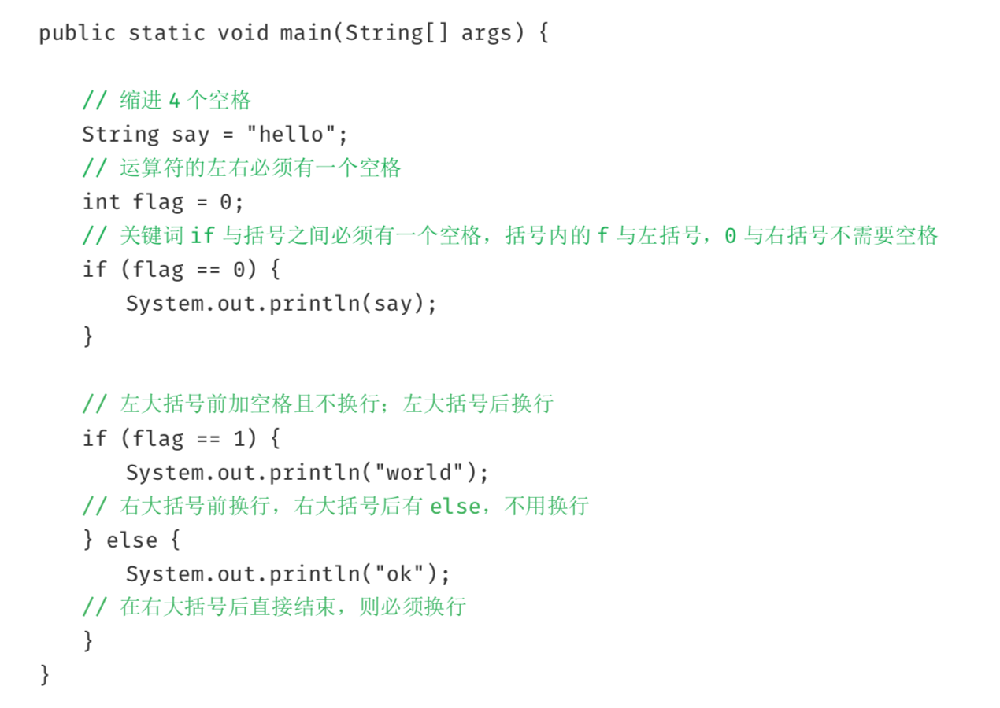 public static void main(String[] args) {
// 缩进 4 个空格
String say = "hello";
// 运算符的左右必须有一个空格
int flag = 0;
// 关键词 if 与括号之间必须有一个空格，括号内的 f 与左括号，0 与右括号不需要空格
if (flag == 0) {
System.out.println(say);
}
// 左大括号前加空格且不换行；左大括号后换行
if (flag == 1) {
System.out.println("world");
// 右大括号前换行，右大括号后有 else，不用换行
} else {
System.out.println("ok");
// 在右大括号后直接结束，则必须换行
}
}